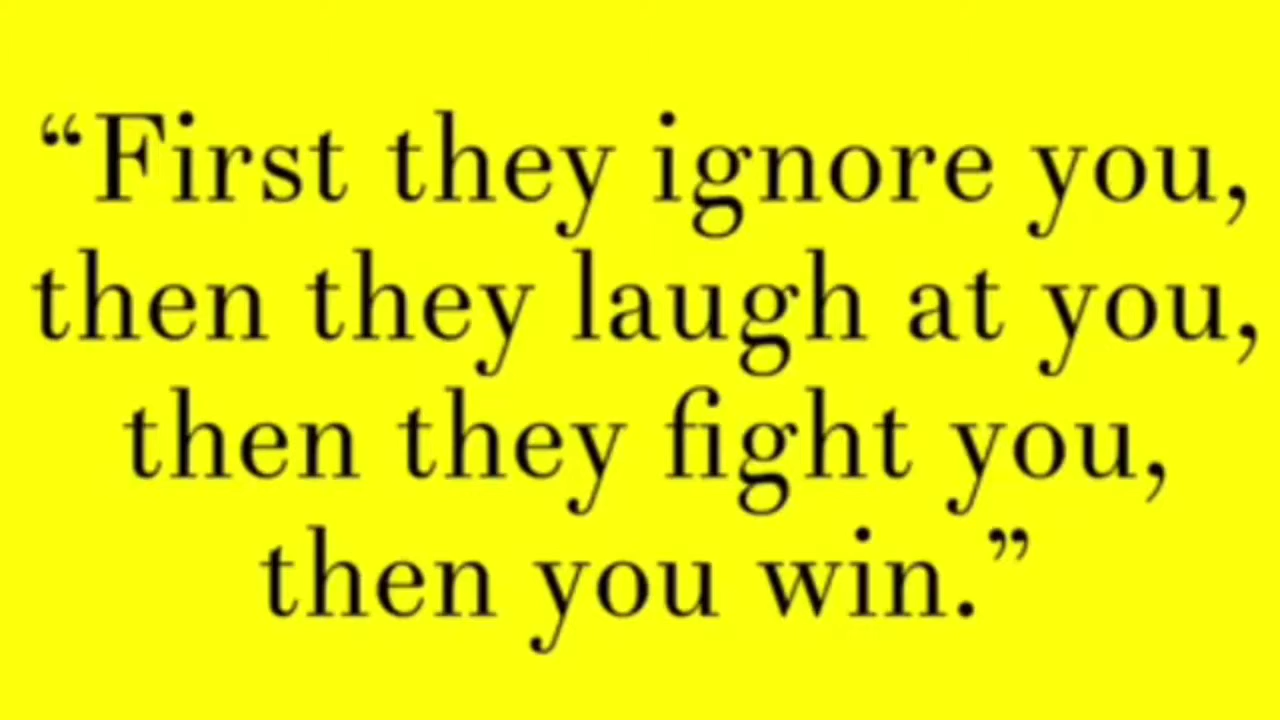 “First they ignore you,
then they laugh at you,
then they fight you,
then you win.”